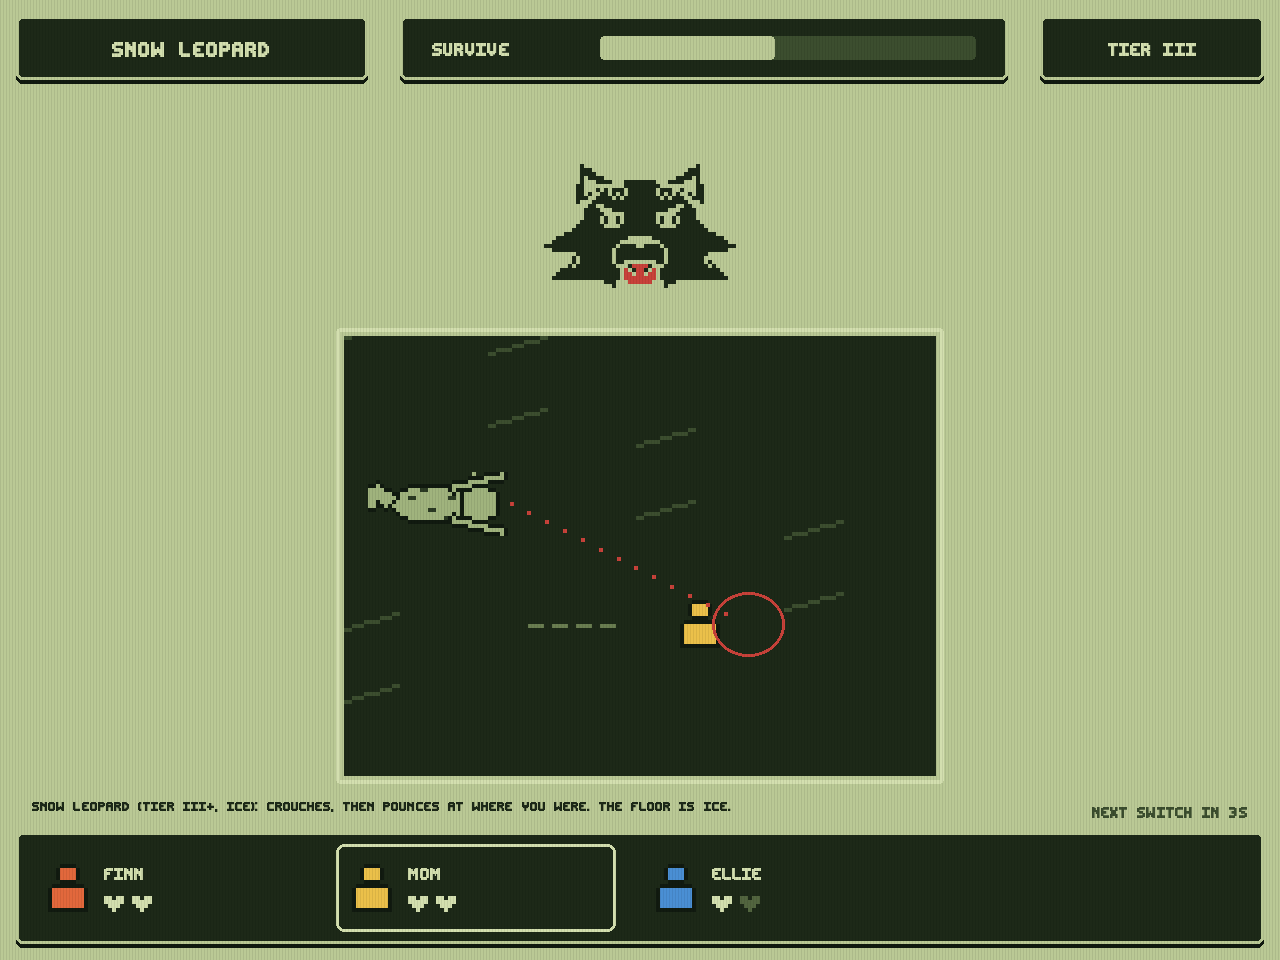 SNOW LEOPARD
SURVIVE
TIER III
SNOW LEOPARD (TIER III+, ICE): CROUCHES, THEN POUNCES AT WHERE YOU WERE. THE FLOOR IS ICE.
NEXT SWITCH IN 3S
FINN
MOM
ELLIE